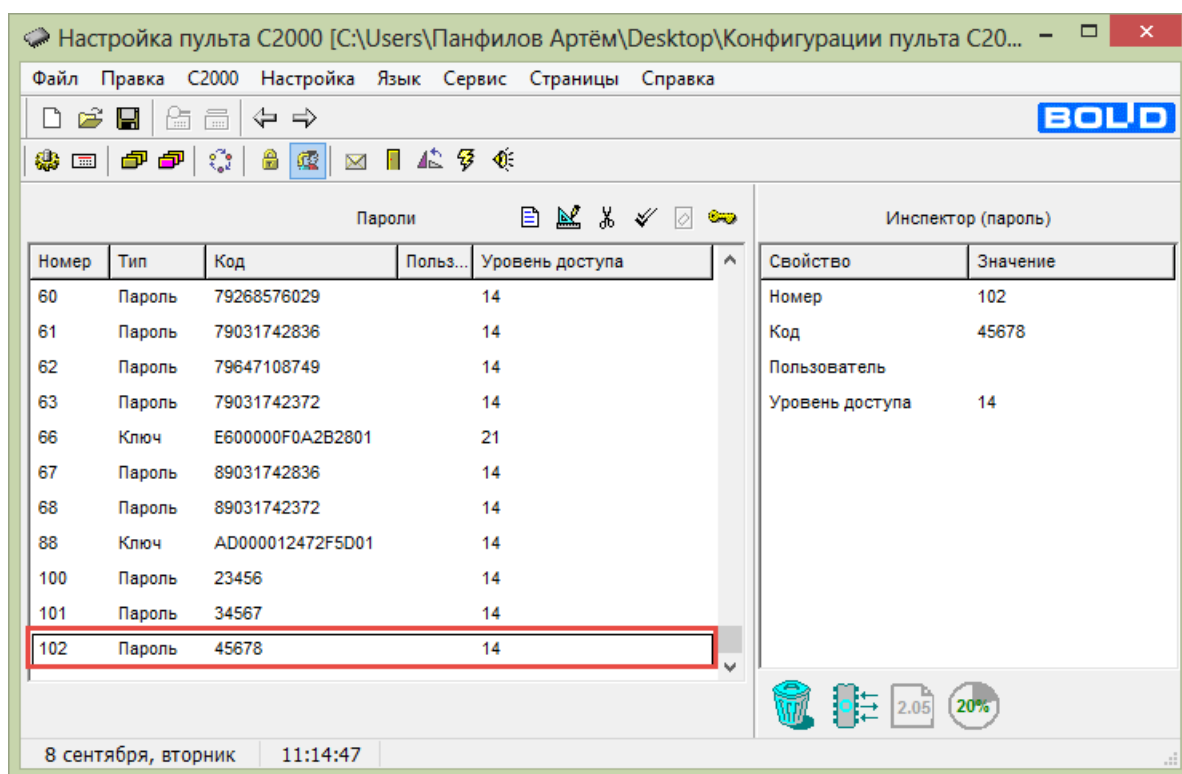 Настройка пульта C2000 [C:\Users\Панфилов Артём\Desktop\Конфигурации пульта C20...
Файл Правка C2000 Настройка Язык Сервис Страницы Справка
BOLID
Пароли
Инспектор (пароль)
Номер Тип Код Польз... Уровень доступа
60 Пароль 79268576029 14
61 Пароль 79031742836 14
62 Пароль 79647108749 14
63 Пароль 79031742372 14
66 Ключ E600000F0A2B2801 21
67 Пароль 89031742836 14
68 Пароль 89031742372 14
88 Ключ AD000012472F5D01 14
100 Пароль 23456 14
101 Пароль 34567 14
102 Пароль 45678 14
Свойство Значение
Номер 102
Код 45678
Пользователь
Уровень доступа 14
2.05 20%
8 сентября, вторник 11:14:47